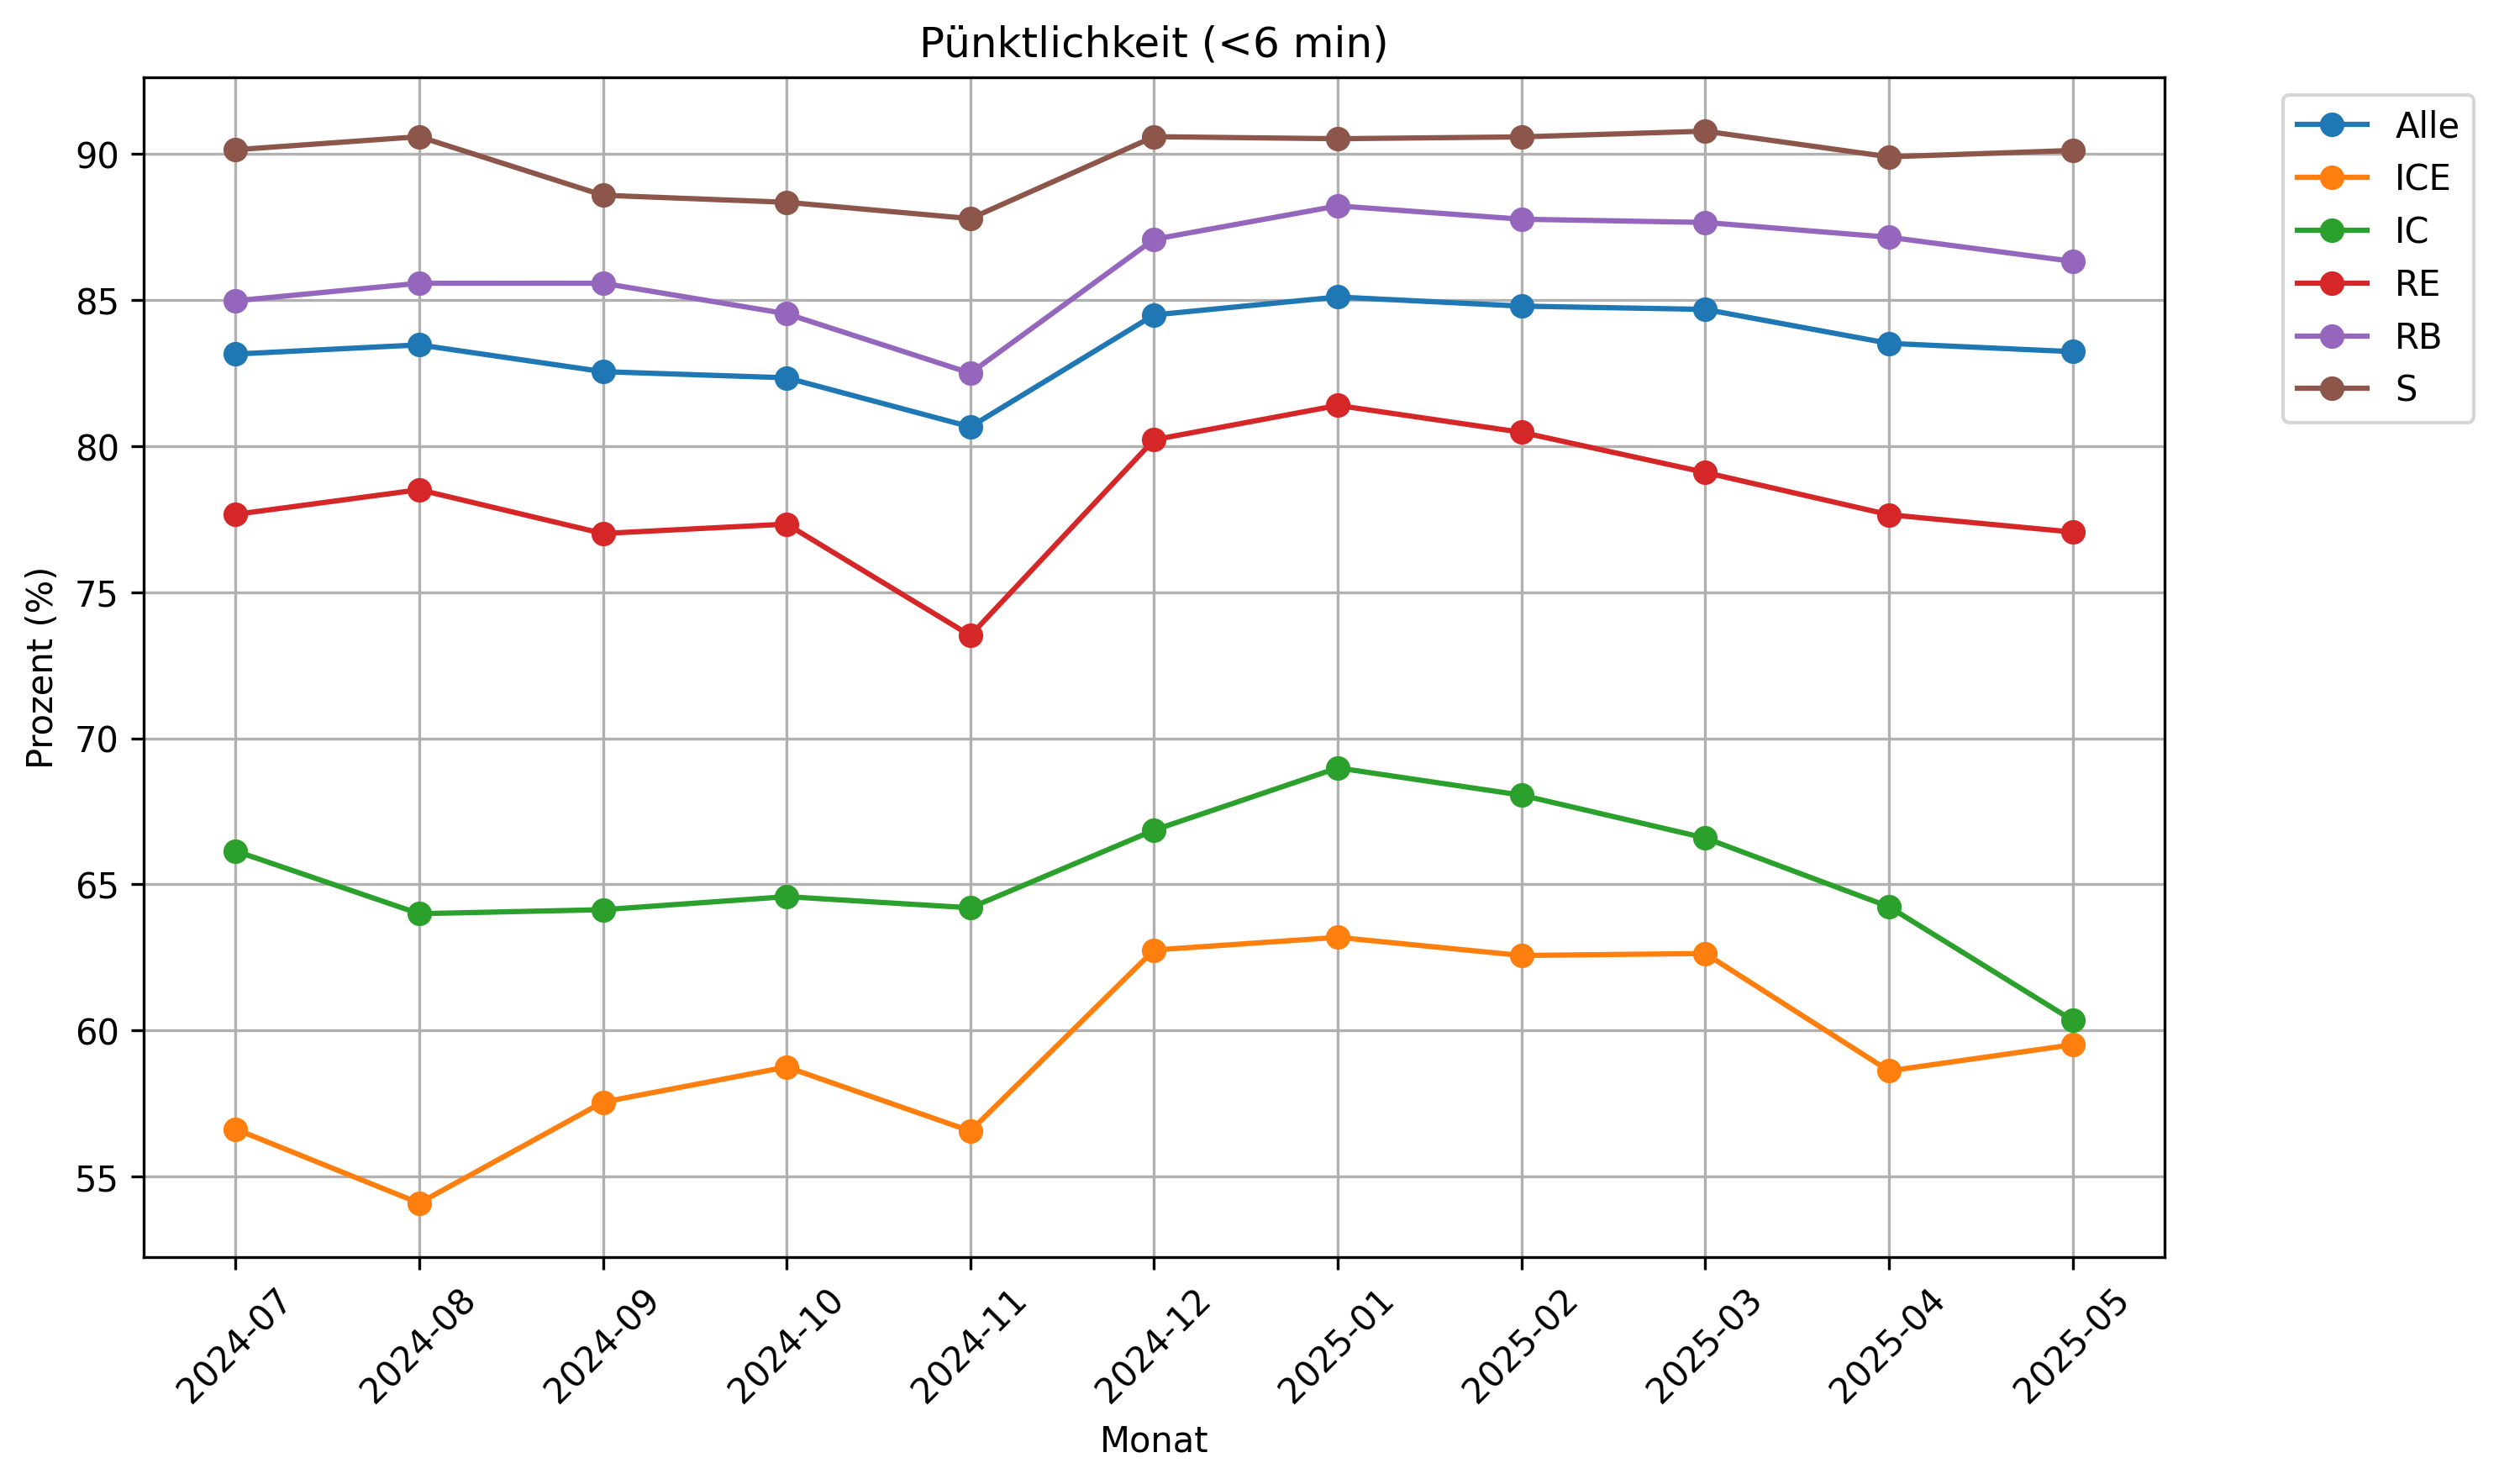 Pünktlichkeit (<6 min)
Prozent (%)
90
85
80
75
70
65
60
55
2024-07
2024-08
2024-09
2024-10
2024-11
2024-12
2025-01
2025-02
2025-03
2025-04
2025-05
Monat
Alle
ICE
IC
RE
RB
S